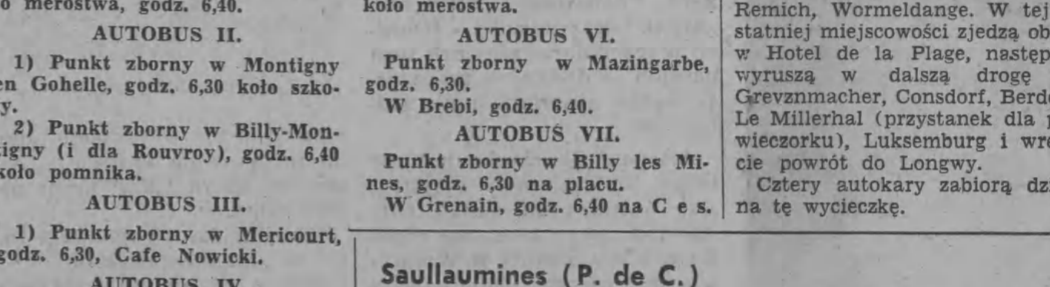 merostwa, godz. 6,40.
AUTOBUS II.
1) Punkt zborny w Montigny
en Gohelle, godz. 6,30 koło szko-
y.
2) Punkt zborny w Billy-Mon-
tigny (i dla Rouvroy), godz. 6,40
koło pomnika.
AUTOBUS III.
1) Punkt zborny w Mericourt,
godz. 6,30, Cafe Nowicki.
AUTOBUS IV
koło merostwa.
AUTOBUS VI.
Punkt zborny w Mazingarbe,
godz. 6,30.
W Brebi, godz. 6,40.
AUTOBUS VII.
Punkt zborny w Billy les Mi-
nes, godz. 6,30 na placu.
W Grenain, godz. 6,40 na C e s.
Remich, Wormeldange. W tej
statniej miejscowości zjedzą ob
w Hotel de la Plage, następ
wyruszą w dalszą drogę
Grevznmacher, Consdorf, Berd
Le Millerhal (przystanek dla p
wieczorku), Luksemburg i wre
cie powrót do Longwy.
Cztery autokary zabiorą dzi
na tę wycieczkę.
Saullaumines (P. de C.)